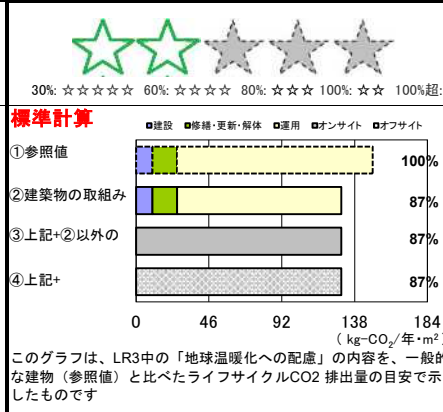 30%: ☆☆☆☆☆ 60%: ☆☆☆☆ 80%: ☆☆☆ 100%: ☆☆ 100%超:
標準計算
建設 修繕・更新・解体 運用 オンサイト オフサイト
①参照値 100%
②建築物の取組み 87%
③上記+②以外の 87%
④上記+ 87%
0 46 92 138 184
( kg-CO₂/年・m²
このグラフは、LR3中の「地球温暖化への配慮」の内容を、一般的
な建物(参照値)と比べたライフサイクルCO2 排出量の目安で示
したものです